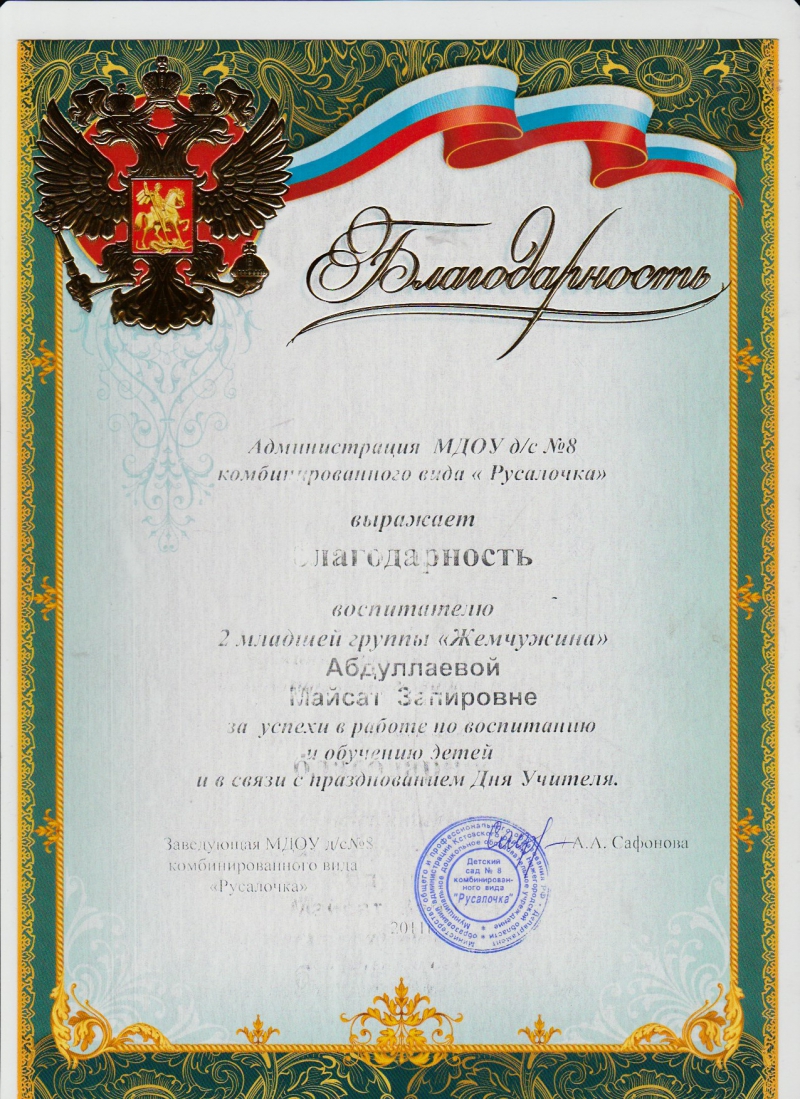 Благодарность
Администрация МДОУ д/с №8
комбинированного вида « Русалочка»
выражает
благодарность
воспитателю
2 младшей группы «Жемчужина»
Абдуллаевой
Майсат Запировне
за успехи в работе по воспитанию
и обучению детей
и в связи с празднованием Дня Учителя.
Заведующая МДОУ д/с№8
А.А. Сафонова
комбинированного вида
«Русалочка»
2011
Детский
сад № 8
комбинирован-
ного вида
"Русалочка"